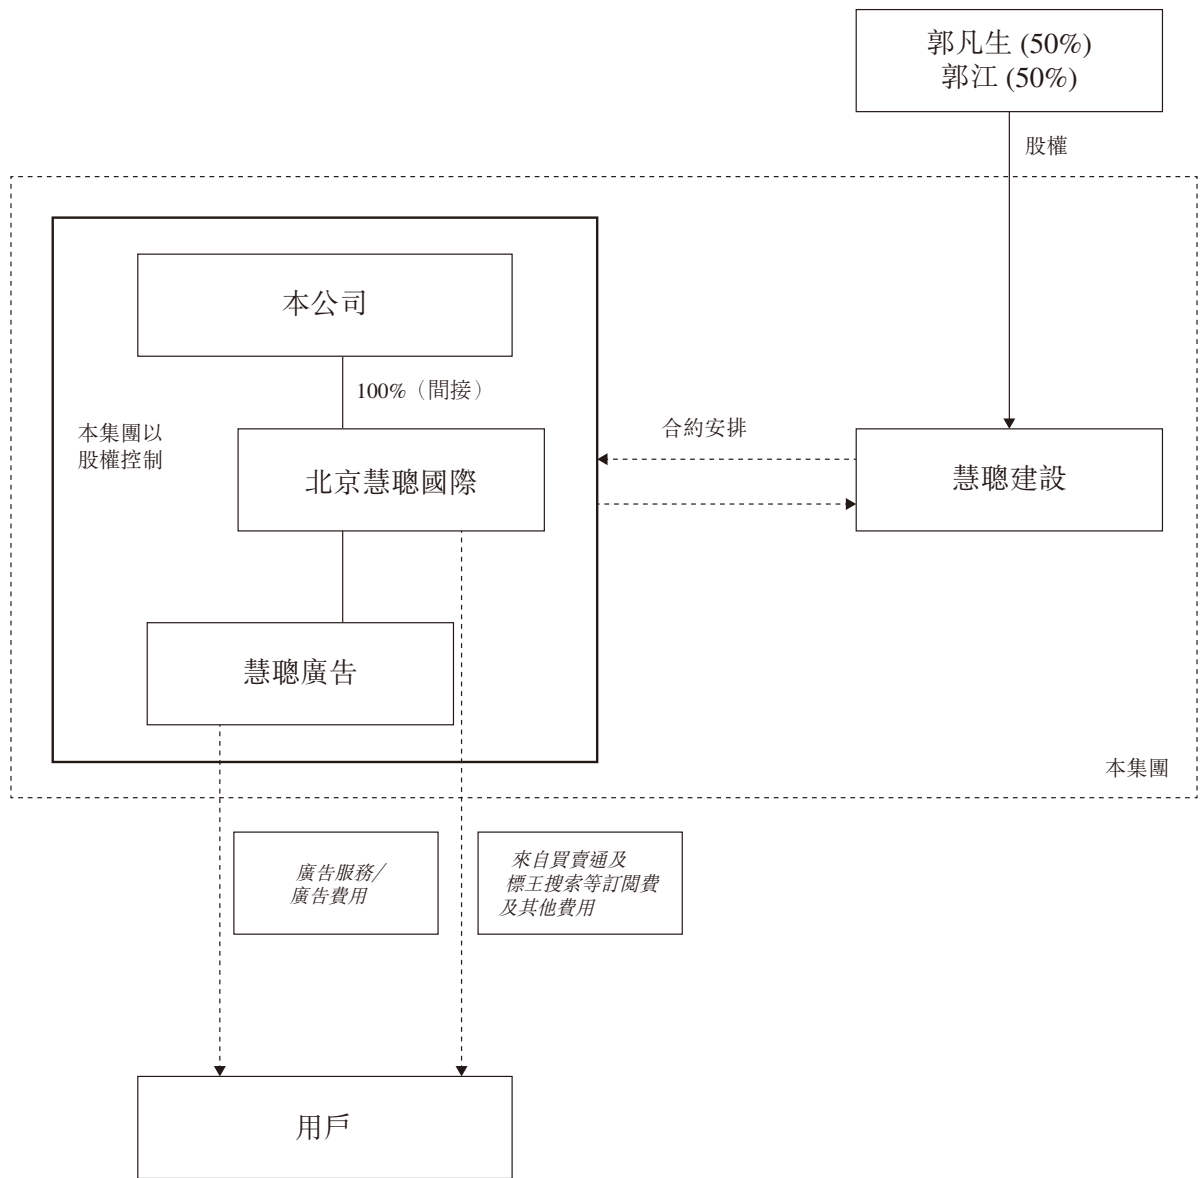 郭凡生 (50%)
郭江 (50%)
股權
本公司
100%（間接）
本集團以
股權控制
合約安排
北京慧聰國際
慧聰建設
慧聰廣告
本集團
廣告服務/
廣告費用
來自買賣通及
標王搜索等訂閱費
及其他費用
用戶